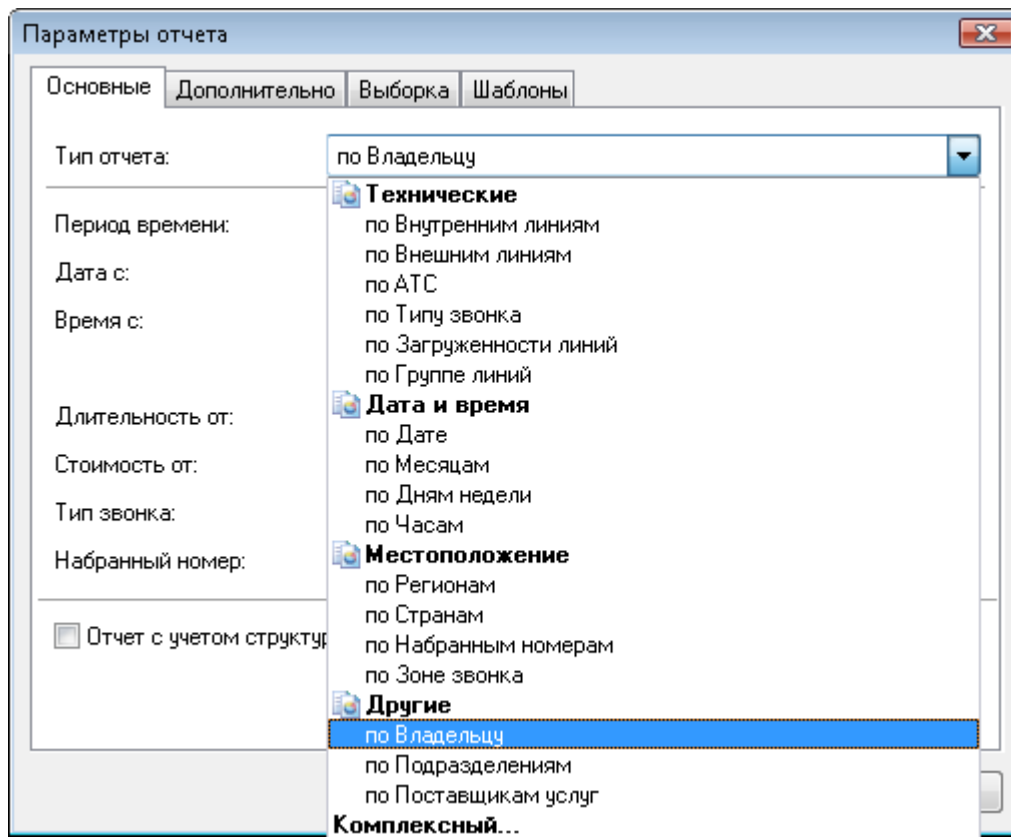 Параметры отчета
Основные Дополнительно Выборка Шаблоны
Тип отчета: по Владельцу
Технические
по Внутренним линиям
Период времени:
по Внешним линиям
Дата с:
по АТС
по Типу звонка
Время с:
по Загруженности линий
по Группе линий
Дата и время
Длительность от:
по Дате
по Месяцам
Стоимость от:
по Дням недели
Тип звонка:
по Часам
Местоположение
Набранный номер:
по Регионам
по Странам
Отчет с учетом структур
по Набранным номерам
по Зоне звонка
Другие
по Владельцу
по Подразделениям
по Поставщикам услуг
Комплексный...